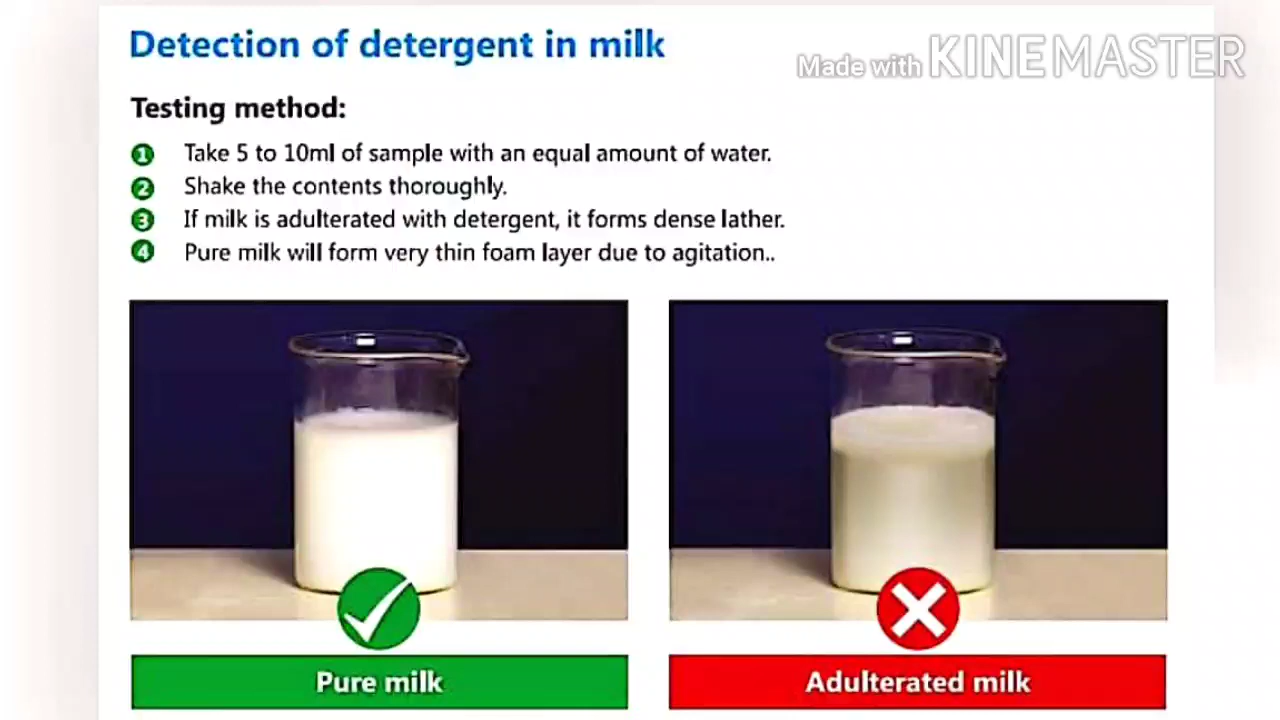 Detection of detergent in milk
Made with KINEMASTER
Testing method:
1 Take 5 to 10ml of sample with an equal amount of water.
2 Shake the contents thoroughly.
3 If milk is adulterated with detergent, it forms dense lather.
4 Pure milk will form very thin foam layer due to agitation..
Pure milk
Adulterated milk